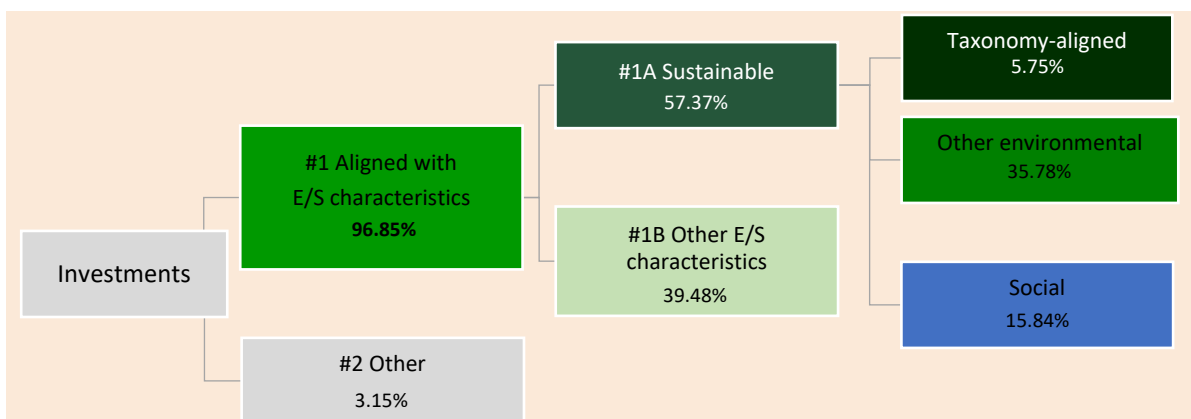 Investments
#1 Aligned with
E/S characteristics
96.85%
#2 Other
3.15%
#1A Sustainable
57.37%
#1B Other E/S
characteristics
39.48%
Taxonomy-aligned
5.75%
Other environmental
35.78%
Social
15.84%